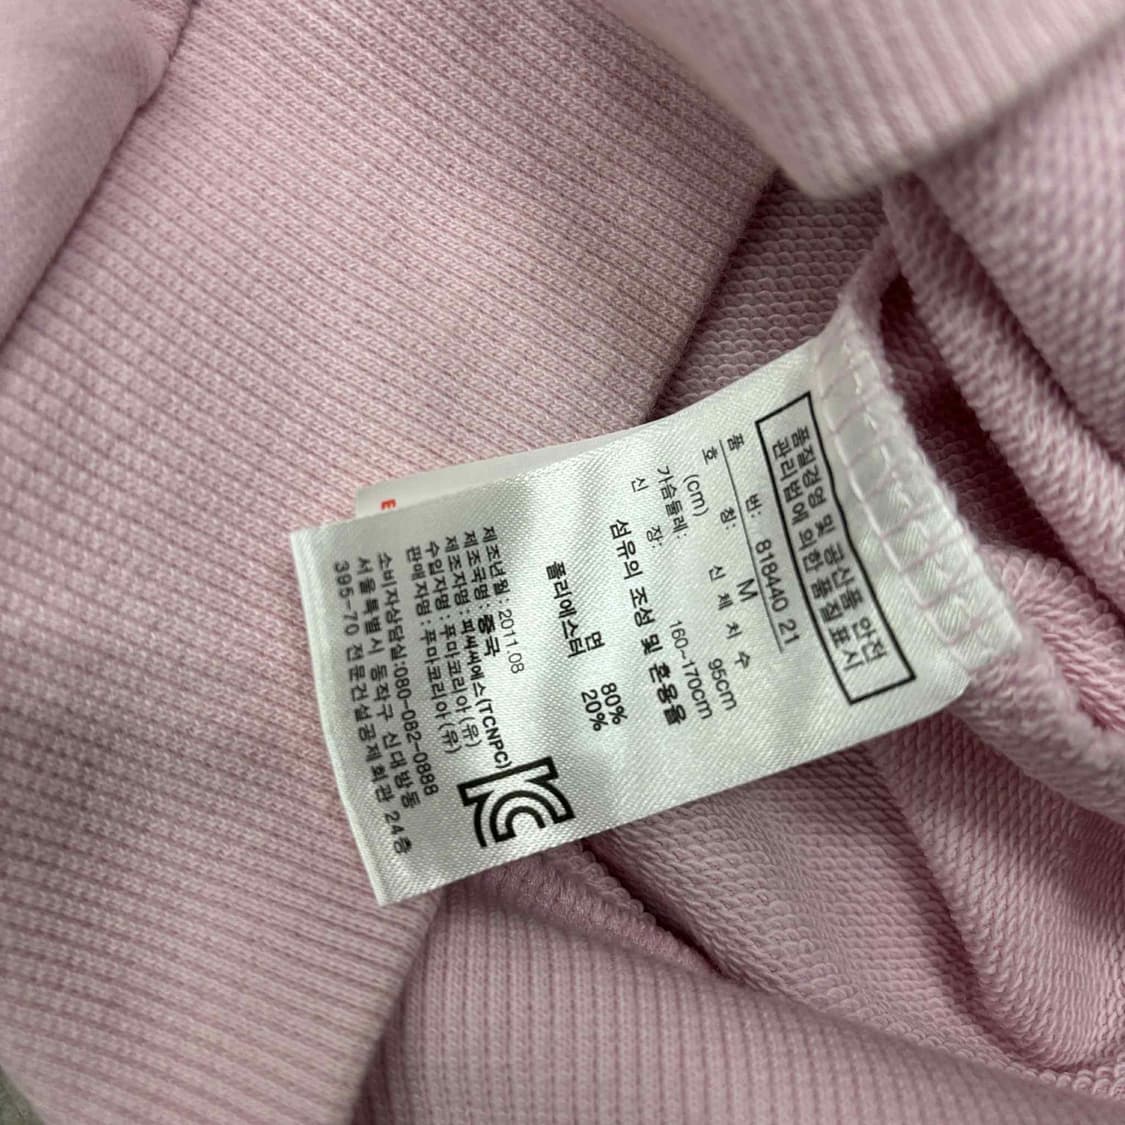 품질경영 및 공산품 안전
관리법에 의한 품질 표시
품 번: 818440 21
호 칭: M
(cm) 신 체 치 수
가슴둘레: 95cm
신 장: 160-170cm
섬유의 조성 및 혼용율
면 80%
폴리에스터 20%
제조년월 : 2011.08
제조국명 : 중국
제조자명 : 피씨씨에스(TCNPC)
수입자명 : 푸마코리아(유)
판매자명 : 푸마코리아(유)
소비자상담실:080-082-0888
서울특별시 동작구 신대방동
395-70 전문건설공제회관 24층
E